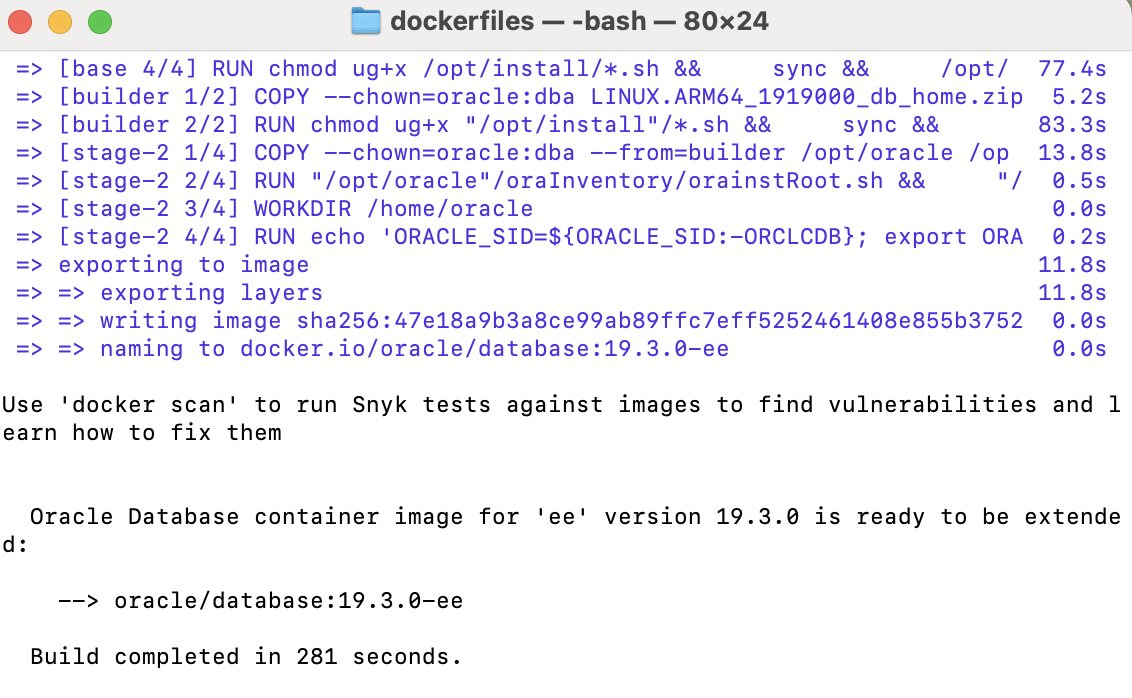 dockerfiles — -bash — 80×24
=> [base 4/4] RUN chmod ug+x /opt/install/*.sh &&     sync &&     /opt/  77.4s
=> [builder 1/2] COPY --chown=oracle:dba LINUX.ARM64_1919000_db_home.zip  5.2s
=> [builder 2/2] RUN chmod ug+x "/opt/install"/*.sh &&     sync &&       83.3s
=> [stage-2 1/4] COPY --chown=oracle:dba --from=builder /opt/oracle /op  13.8s
=> [stage-2 2/4] RUN "/opt/oracle"/oraInventory/orainstRoot.sh &&     "/  0.5s
=> [stage-2 3/4] WORKDIR /home/oracle                                     0.0s
=> [stage-2 4/4] RUN echo 'ORACLE_SID=${ORACLE_SID:-ORCLCDB}; export ORA  0.2s
=> exporting to image                                                    11.8s
=> => exporting layers                                                   11.8s
=> => writing image sha256:47e18a9b3a8ce99ab89ffc7eff5252461408e855b3752  0.0s
=> => naming to docker.io/oracle/database:19.3.0-ee                       0.0s
Use 'docker scan' to run Snyk tests against images to find vulnerabilities and l
earn how to fix them
Oracle Database container image for 'ee' version 19.3.0 is ready to be extende
d:
--> oracle/database:19.3.0-ee
Build completed in 281 seconds.